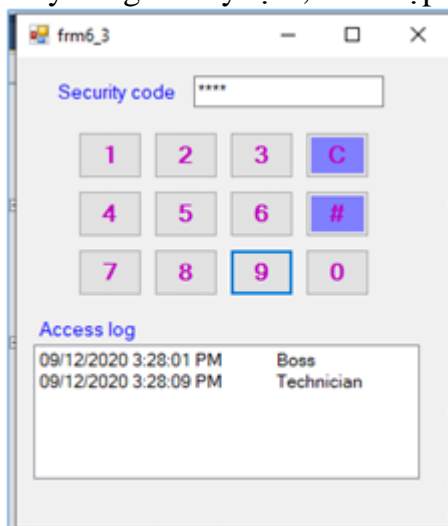 frm6_3
Security code ****
1 2 3 C
4 5 6 #
7 8 9 0
Access log
09/12/2020 3:28:01 PM Boss
09/12/2020 3:28:09 PM Technician